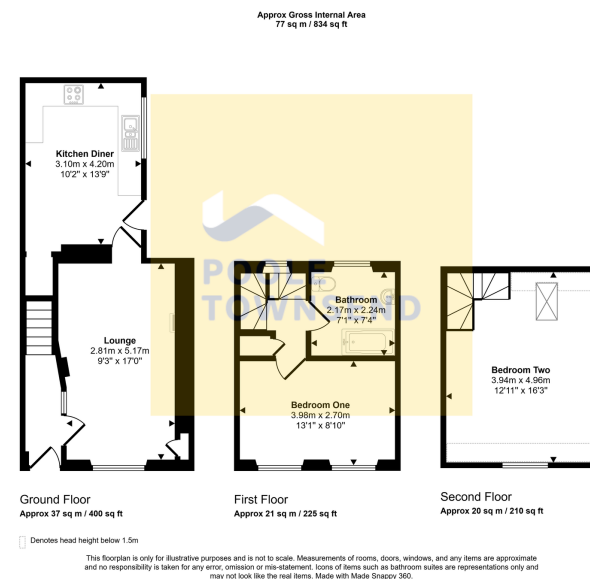 Approx Gross Internal Area
77 sq m / 834 sq ft
Kitchen Diner
3.10m x 4.20m
10'2" x 13'9"
POOLE
TOWNSEND
Lounge
2.81m x 5.17m
9'3" x 17'0"
Bathroom
2.17m x 2.24m
7'1" x 7'4"
Bedroom One
3.98m x 2.70m
13'1" x 8'10"
Bedroom Two
3.94m x 4.96m
12'11" x 16'3"
Ground Floor
Approx 37 sq m / 400 sq ft
First Floor
Approx 21 sq m / 225 sq ft
Second Floor
Approx 20 sq m / 210 sq ft
Denotes head height below 1.5m
This floorplan is only for illustrative purposes and is not to scale. Measurements of rooms, doors, windows, and any items are approximate
and no responsibility is taken for any error, omission or mis-statement. Icons of items such as bathroom suites are representations only and
may not look like the real items. Made with Made Snappy 360.